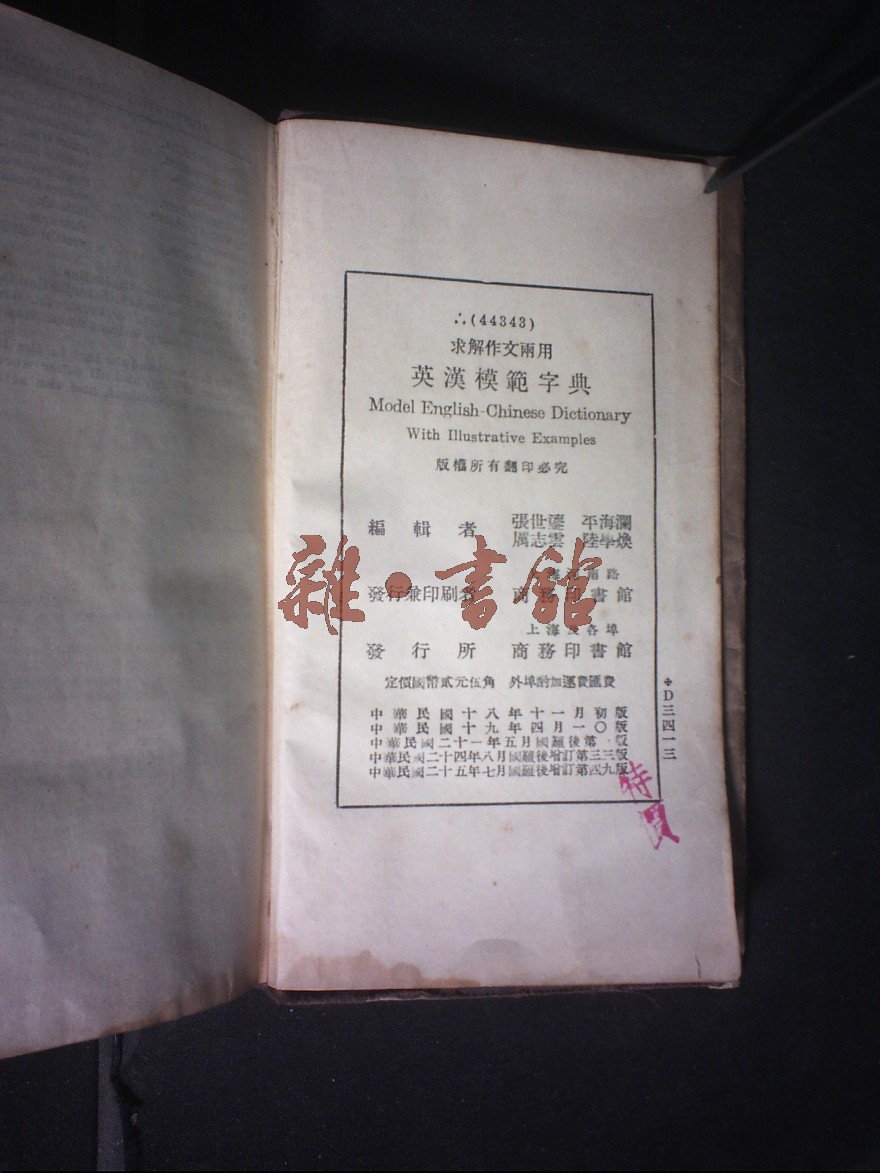 ∴(44343)
求解作文兩用
英漢模範字典
Model English-Chinese Dictionary
With Illustrative Examples
版權所有翻印必究
編輯者 張世鎏 平海瀾
厲志雲 陸學煥
南路
發行兼印刷者 商務印書館
上海及各埠
發行所 商務印書館
定價國幣貳元伍角 外埠酌加運費匯費
中華民國十八年十一月初版
中華民國十九年四月一〇版
中華民國二十一年五月國難後第一版
中華民國二十四年八月國難後增訂第三三版
中華民國二十五年七月國難後增訂第四九版
D三四一三
特價
雜·書館